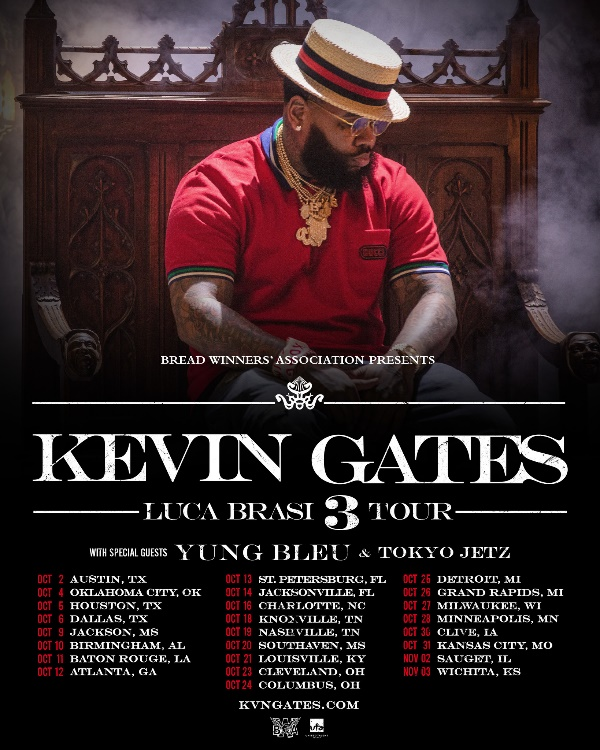 BREAD WINNERS' ASSOCIATION PRESENTS
KEVIN GATES
LUCA BRASI 3 TOUR
WITH SPECIAL GUESTS YUNG BLEU & TOKYO JETZ
OCT 2 AUSTIN, TX
OCT 4 OKLAHOMA CITY, OK
OCT 5 HOUSTON, TX
OCT 6 DALLAS, TX
OCT 9 JACKSON, MS
OCT 10 BIRMINGHAM, AL
OCT 11 BATON ROUGE, LA
OCT 12 ATLANTA, GA
OCT 13 ST. PETERSBURG, FL
OCT 14 JACKSONVILLE, FL
OCT 16 CHARLOTTE, NC
OCT 18 KNOXVILLE, TN
OCT 19 NASHVILLE, TN
OCT 20 SOUTHAVEN, MS
OCT 21 LOUISVILLE, KY
OCT 23 CLEVELAND, OH
OCT 24 COLUMBUS, OH
OCT 25 DETROIT, MI
OCT 26 GRAND RAPIDS, MI
OCT 27 MILWAUKEE, WI
OCT 28 MINNEAPOLIS, MN
OCT 30 CLIVE, IA
OCT 31 KANSAS CITY, MO
NOV 02 SAUGET, IL
NOV 03 WICHITA, KS
KVNGATES.COM